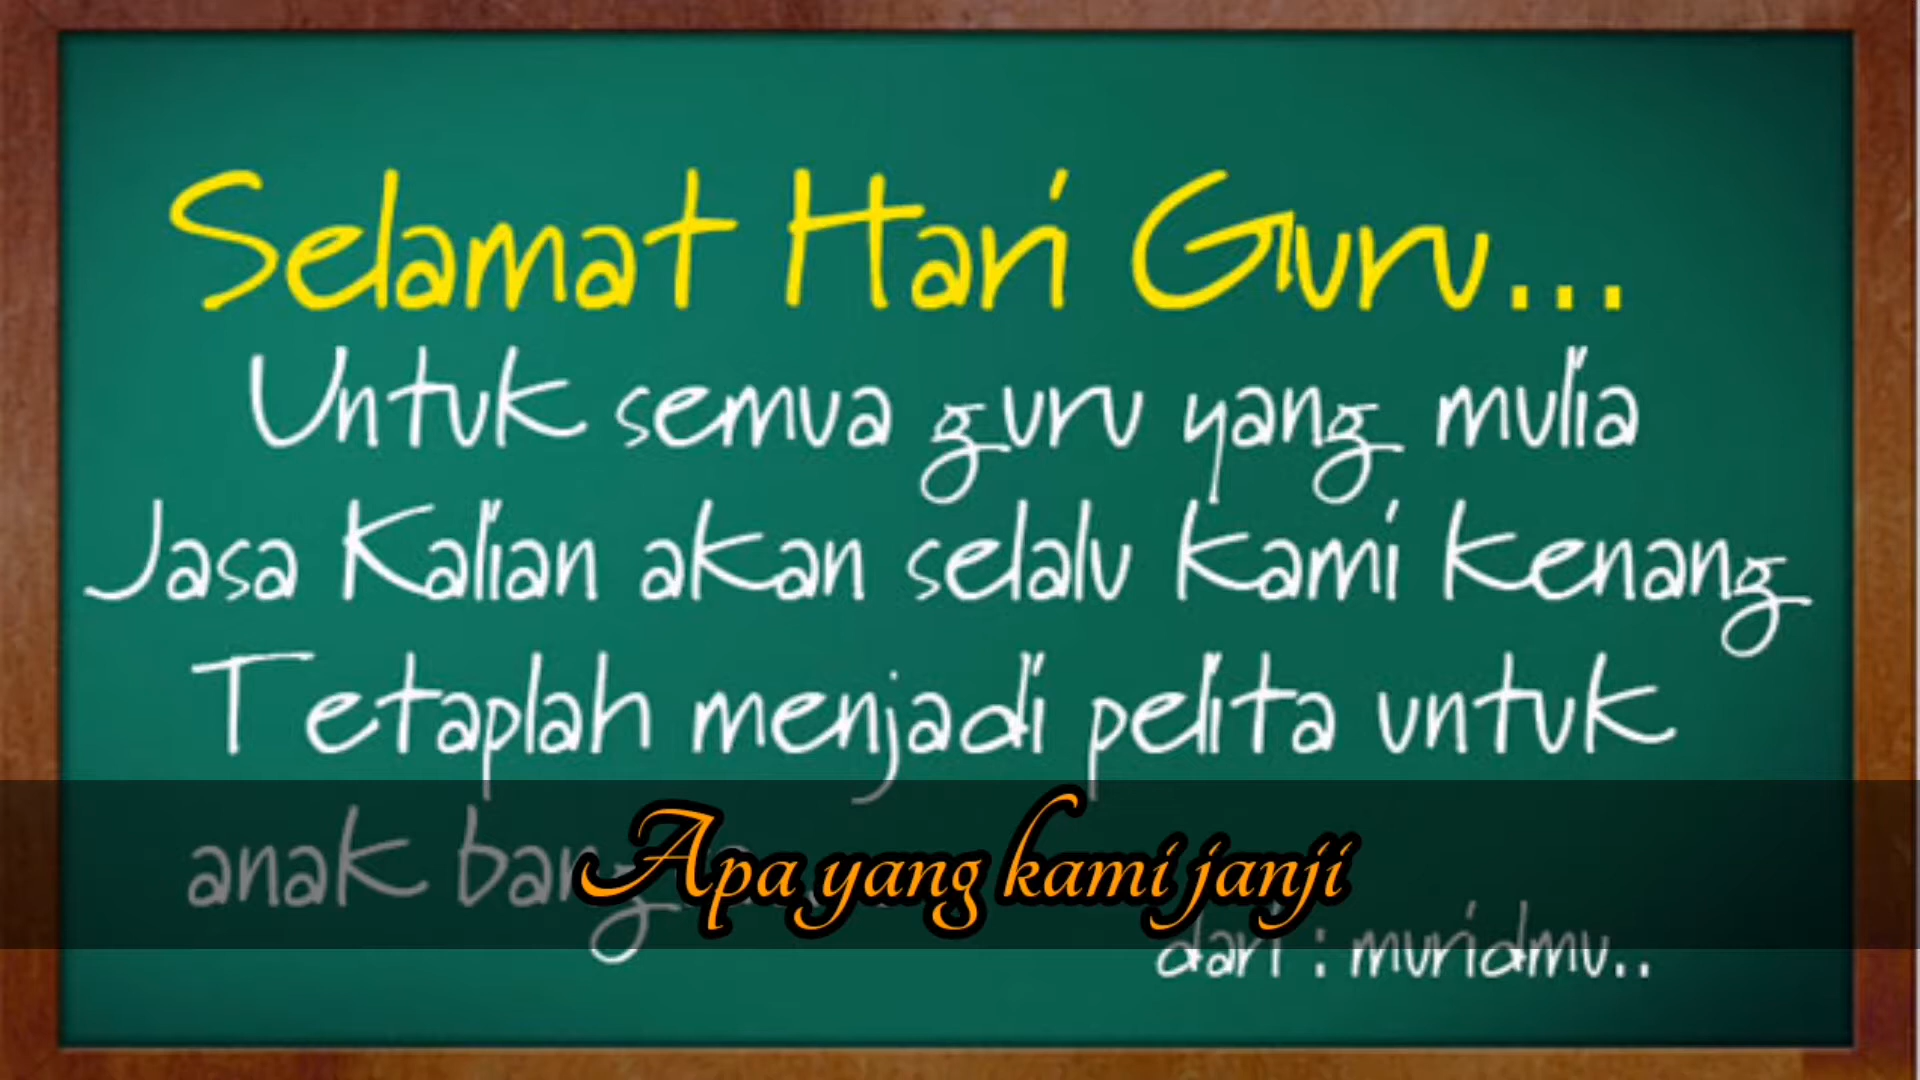 Selamat Hari Guru...
Untuk semua guru yang mulia
Jasa Kalian akan selalu kami kenang
Tetaplah menjadi pelita untuk
anak
Apa yang kami janji
dari : muridmu..